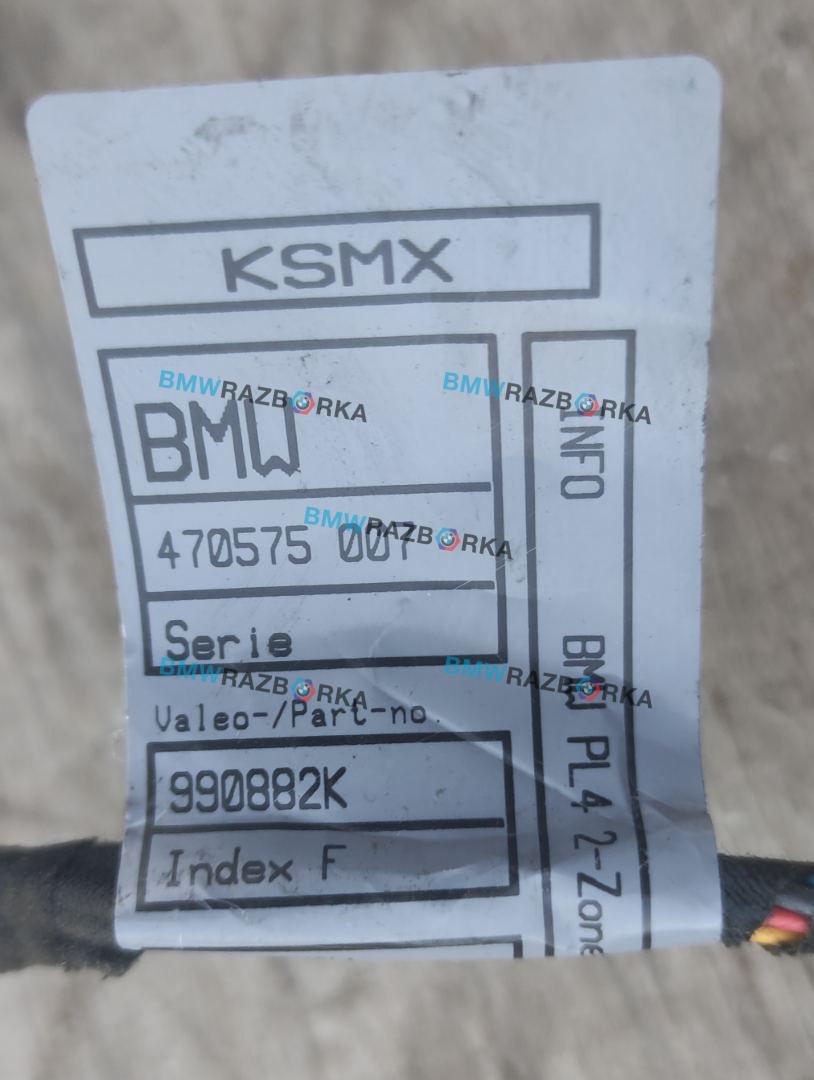 KSMX
BMW
470575 007
Serie
Valeo-/Part-no.
990882K
Index F
INFO
BMW PL4 2-Zone
BMWRAZBORKA
BMWRAZBORKA
BMWRAZBORKA
BMWRAZBORKA
BMWRAZBORKA